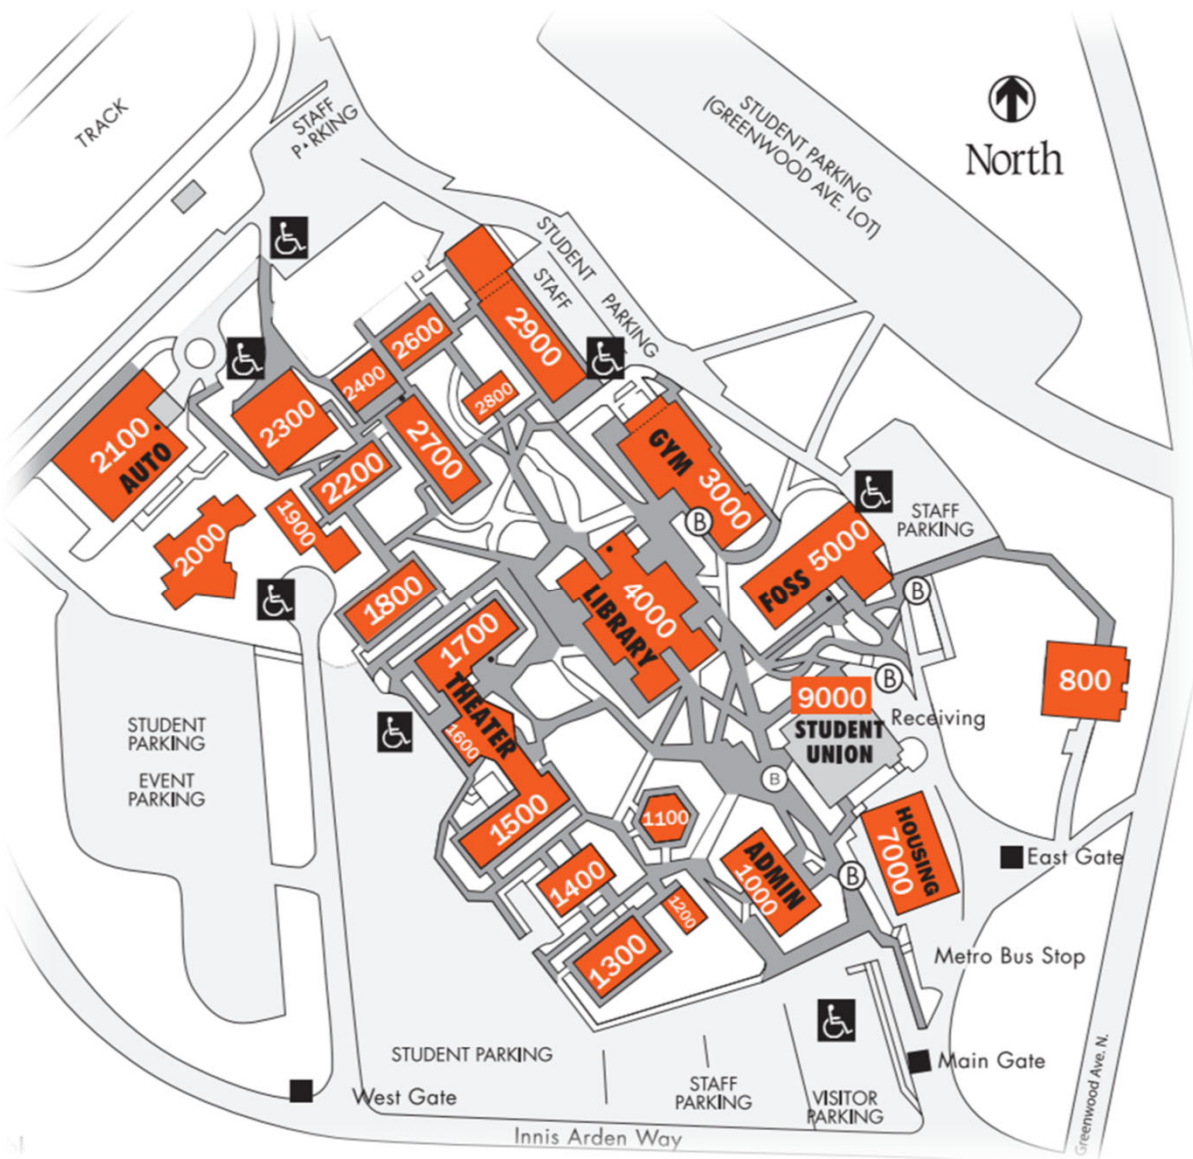 TRACK
STAFF
P RKING
STUDENT PARKING
(GREENWOOD AVE. LOT)
North
STUDENT PARKING
STAFF
2900
2600
2400
2800
2300
2700
2100
AUTO
2200
GYM
3000
B
1900
2000
STAFF
PARKING
FOSS 5000
B
4000
LIBRARY
1800
1700
THEATER
1600
1500
800
B
9000
STUDENT
UNION
Receiving
STUDENT
PARKING
EVENT
PARKING
B
1100
HOUSING
7000
East Gate
ADMIN
1000
B
1400
1200
1300
Metro Bus Stop
STUDENT PARKING
STAFF
PARKING
VISITOR
PARKING
Main Gate
West Gate
Innis Arden Way
Greenwood Ave. N.